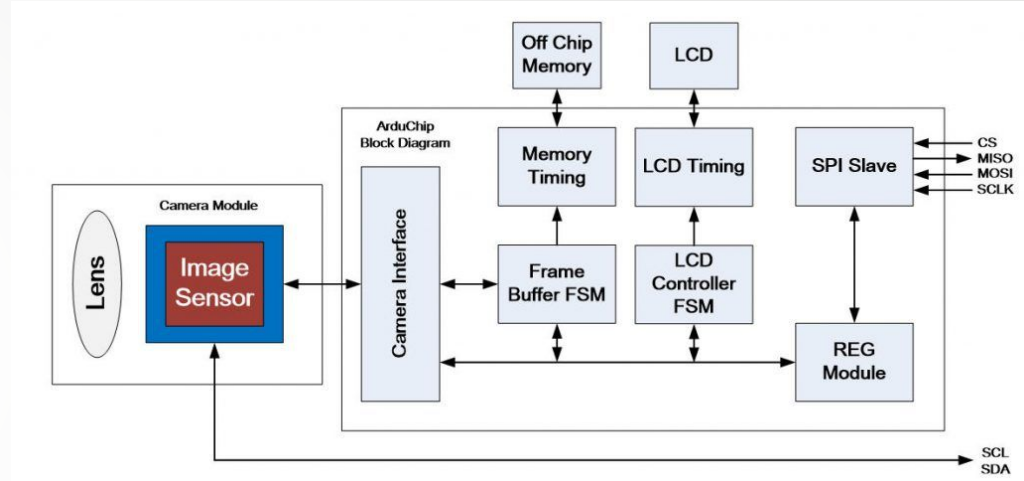 Off Chip
Memory
LCD
ArduChip
Block Diagram
Memory
Timing
LCD Timing
SPI Slave
CS
MISO
MOSI
SCLK
Camera Module
Lens
Image
Sensor
Camera Interface
Frame
Buffer FSM
LCD
Controller
FSM
REG
Module
SCL
SDA